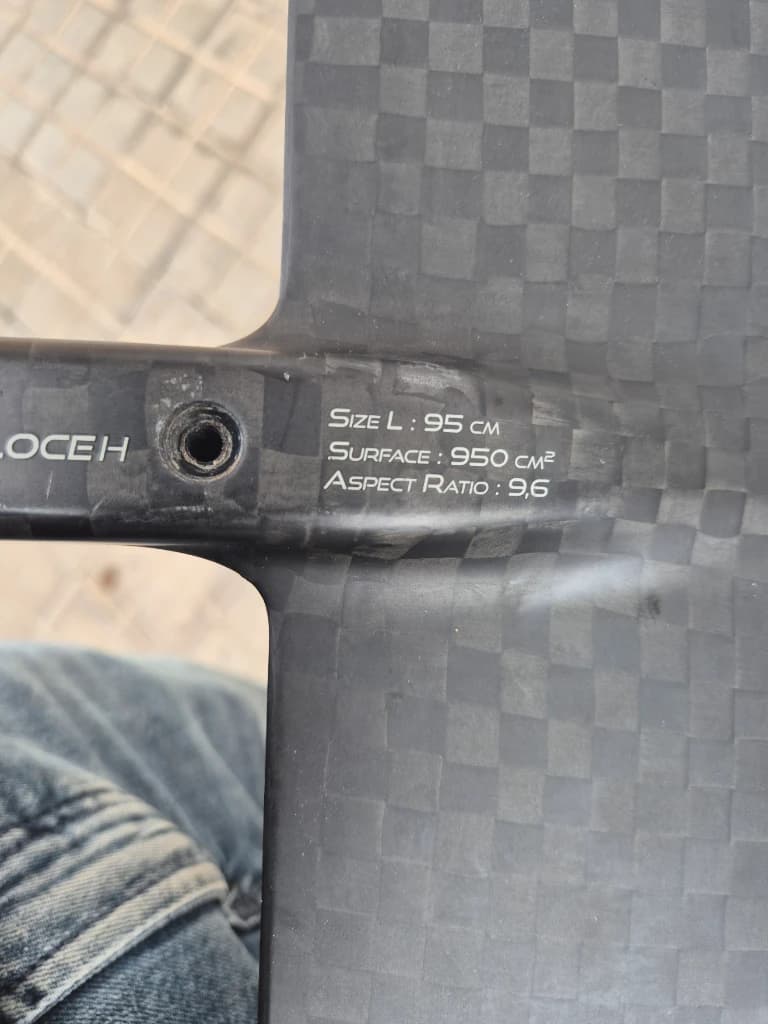 LOCE H
Size L : 95 cm
Surface : 950 cm²
Aspect Ratio : 9,6